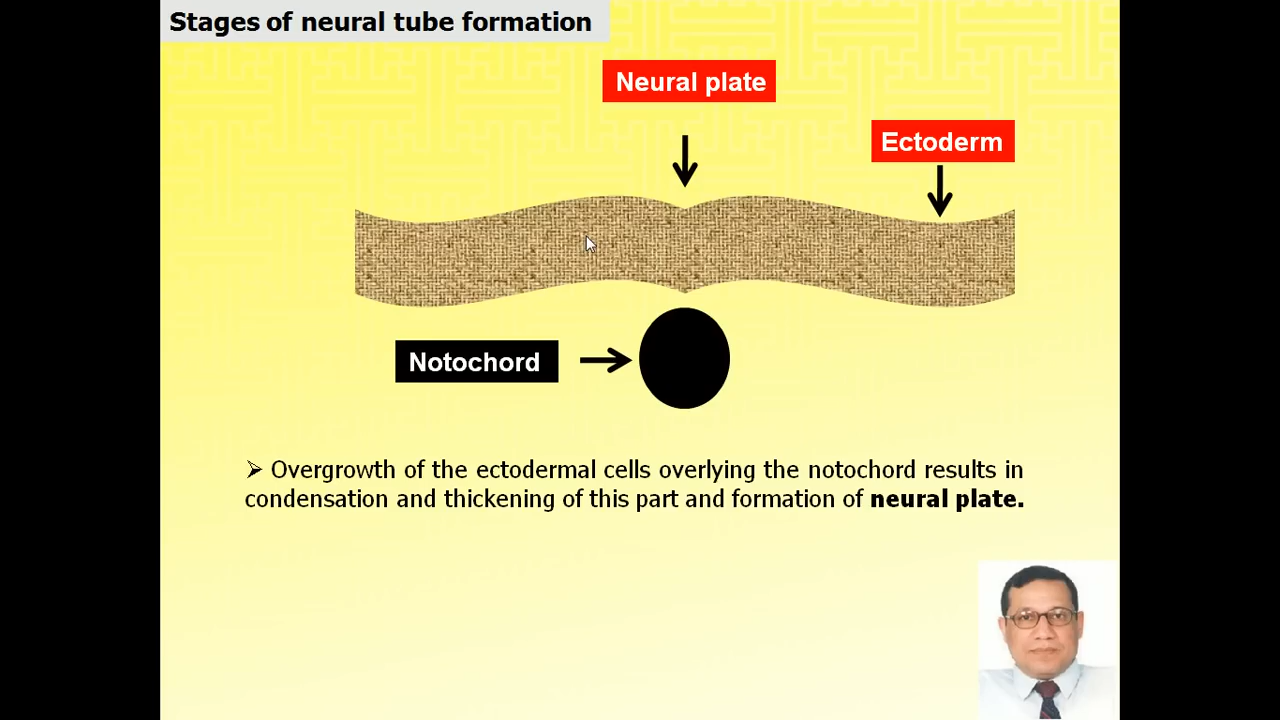 Stages of neural tube formation
Neural plate
Ectoderm
Notochord
➢ Overgrowth of the ectodermal cells overlying the notochord results in
condensation and thickening of this part and formation of neural plate.